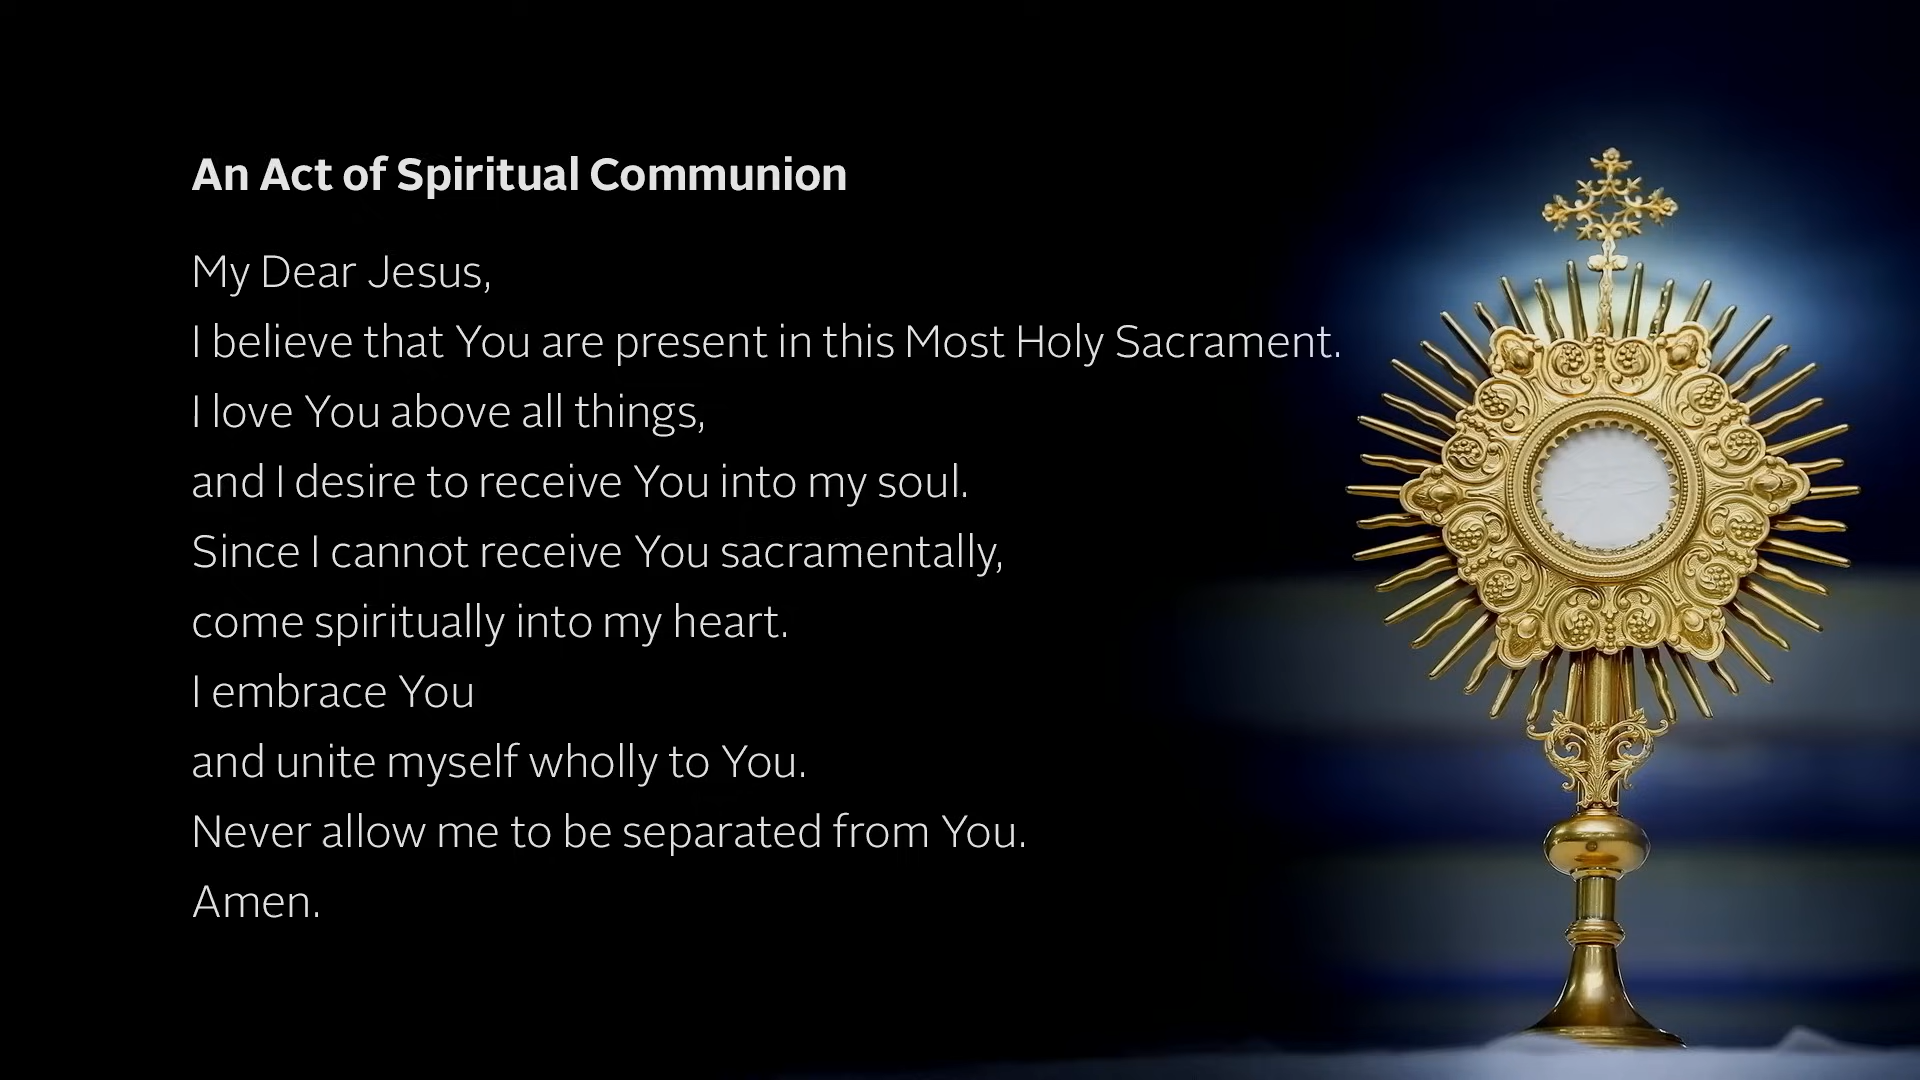 An Act of Spiritual Communion
My Dear Jesus,
I believe that You are present in this Most Holy Sacrament.
I love You above all things,
and I desire to receive You into my soul.
Since I cannot receive You sacramentally,
come spiritually into my heart.
I embrace You
and unite myself wholly to You.
Never allow me to be separated from You.
Amen.